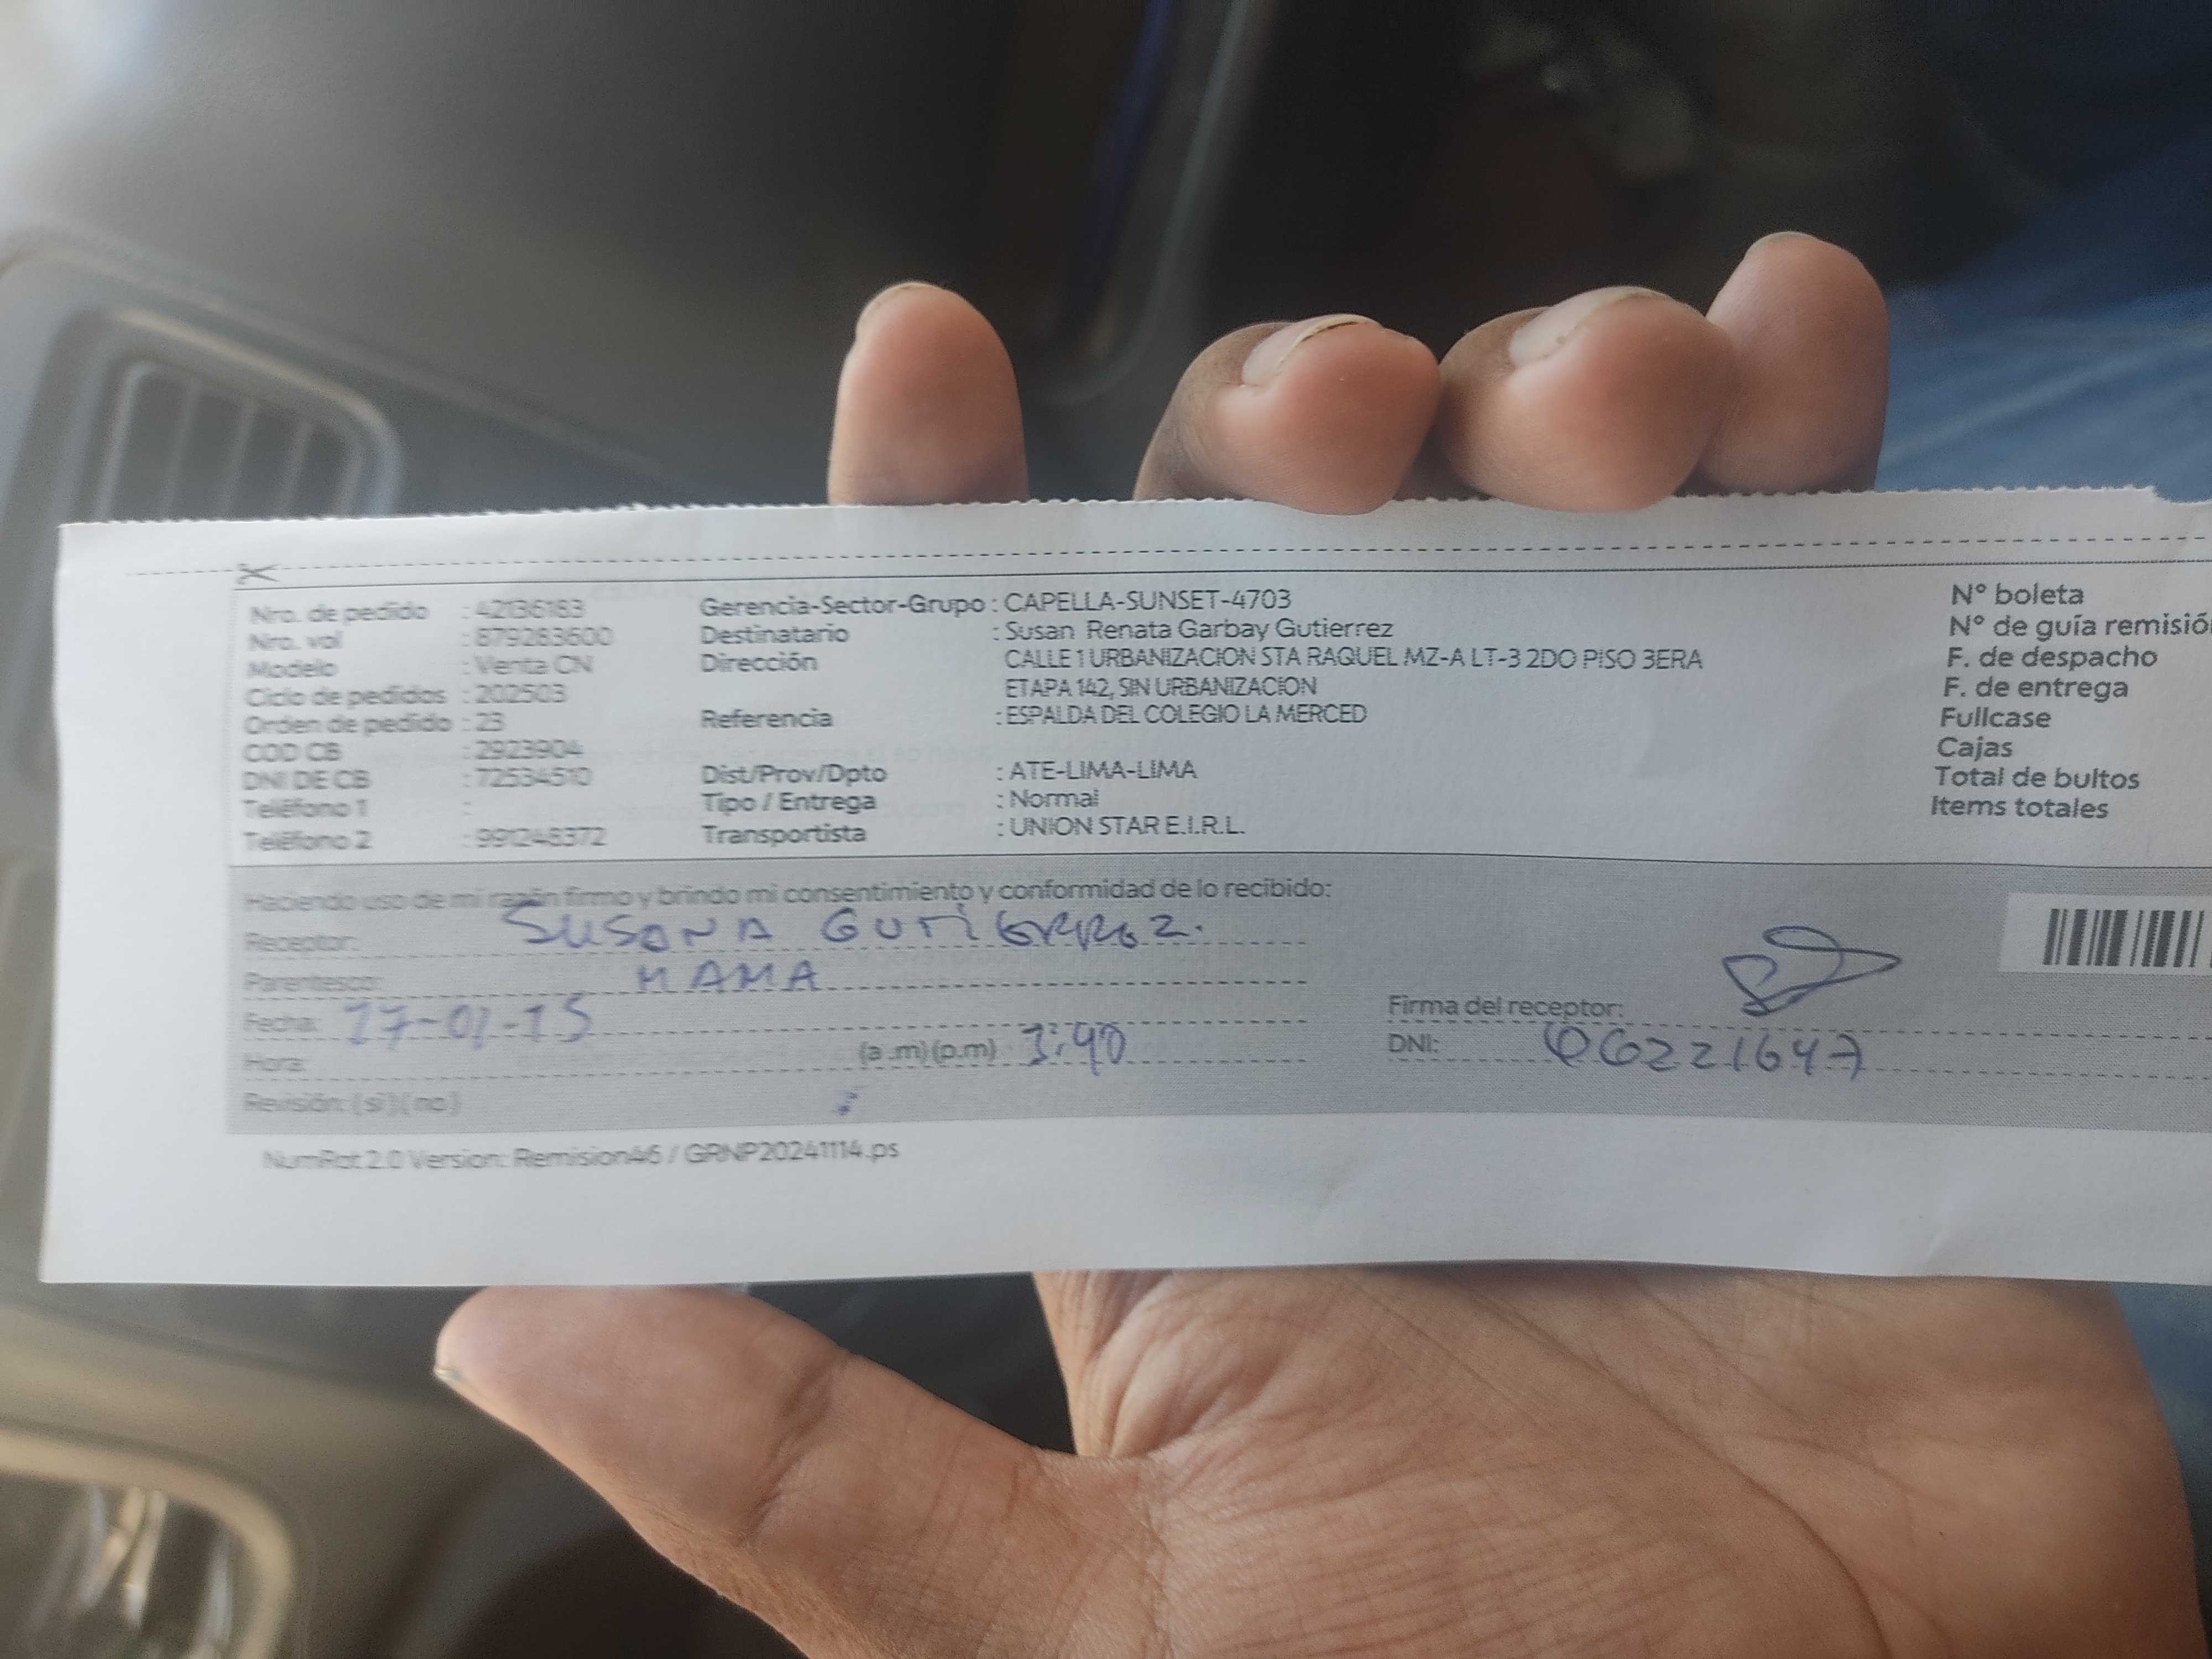 Nro. de pedido : 42136183 Gerencia-Sector-Grupo : CAPELLA-SUNSET-4703 N° boleta
Nro. vol : 879283600 Destinatario : Susan Renata Garbay Gutierrez N° de guía remisió
Modelo : Venta CN Dirección CALLE 1 URBANIZACION STA RAQUEL MZ-A LT-3 2DO PISO 3ERA F. de despacho
Ciclo de pedidos : 202503 ETAPA 142, SIN URBANIZACION F. de entrega
Orden de pedido : 23 Referencia : ESPALDA DEL COLEGIO LA MERCED Fullcase
COD CB : 2923904 Cajas
DNI DE CB : 72534510 Dist/Prov/Dpto : ATE-LIMA-LIMA Total de bultos
Teléfono 1 : Tipo / Entrega : Normal Items totales
Teléfono 2 : 991248372 Transportista : UNION STAR E.I.R.L.
Haciendo uso de mi razón firmo y brindo mi consentimiento y conformidad de lo recibido:
Receptor: SUSANA GUTIERREZ.
Parentesco: MAMA
Fecha: Firma del receptor:
Hora: (a .m) (p.m) 3:40 DNI: 06221647
Revisión: (si) (no)
NumRot 2.0 Version: Remision46 / GRNP20241114.ps